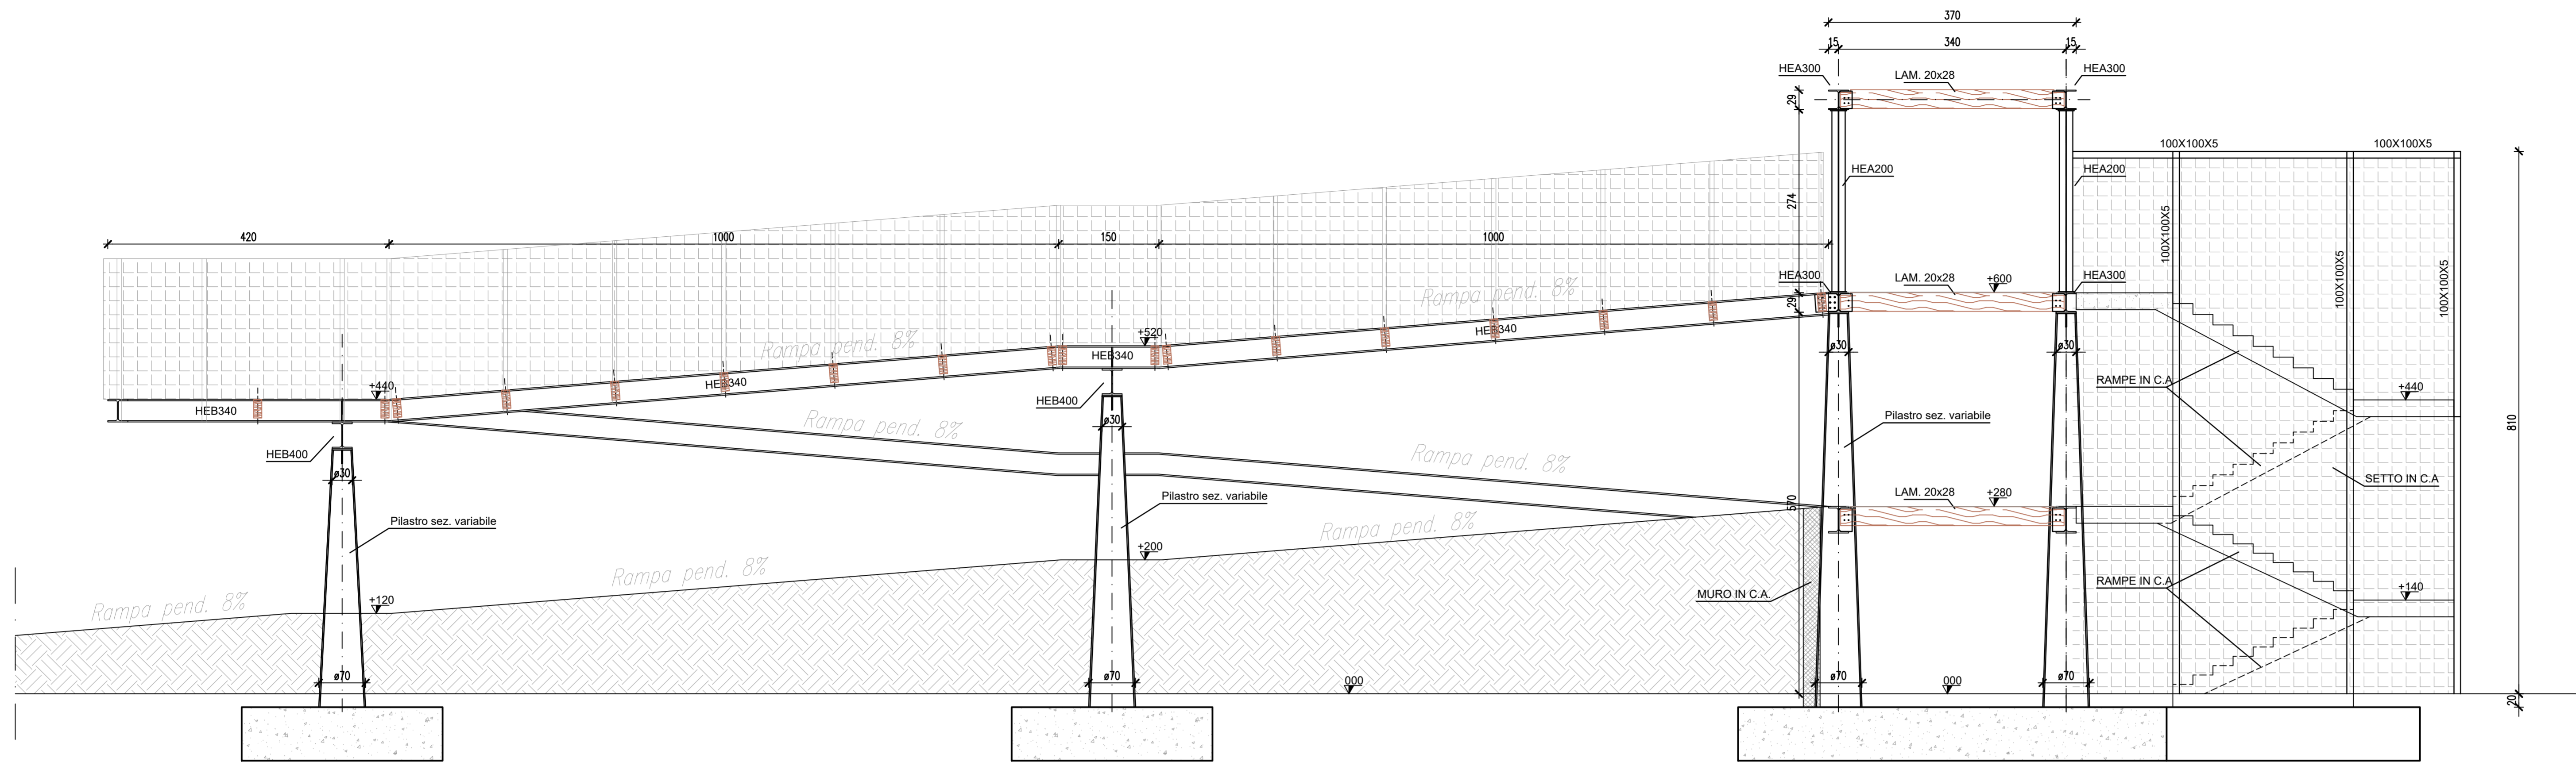 370
15 340 15
HEA300 LAM. 20x28 HEA300
29
100X100X5 100X100X5
HEA200 HEA200
274
100X100X5
100X100X5
100X100X5
420 1000 150 1000
HEA300 LAM. 20x28 +600 HEA300
Rampa pend. 8%
29
+520
HEB340
Rampa pend. 8%
HEB340
HEB340
ø30 ø30
RAMPE IN C.A
+440
+440
HEB400
HEB340
Rampa pend. 8%
ø30
Pilastro sez. variabile
810
HEB400
Rampa pend. 8%
ø30
SETTO IN C.A
570
LAM. 20x28 +280
Pilastro sez. variabile
Pilastro sez. variabile
Rampa pend. 8%
+200
Rampa pend. 8%
RAMPE IN C.A
+140
MURO IN C.A.
Rampa pend. 8%
+120
ø70 ø70 000 ø70 000 ø70
20